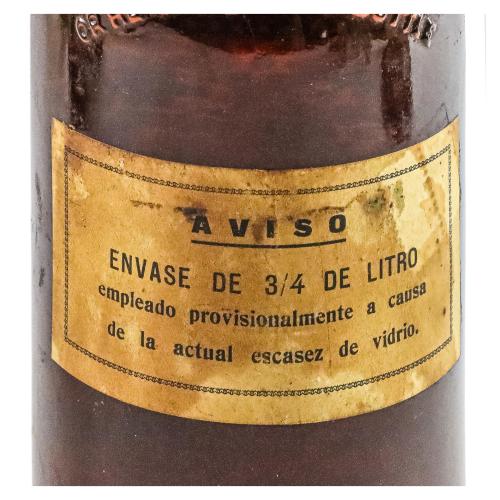 AVISO
ENVASE DE 3/4 DE LITRO
empleado provisionalmente a causa
de la actual escasez de vidrio.